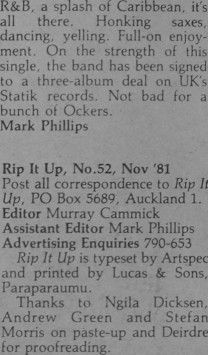 R&B, a splash of Caribbean, it's
all there. Honking saxes,
dancing, yelling. Full-on enjoy-
ment. On the strength of this
single, the band has been signed
to a three-album deal on UK's
Statik records. Not bad for a
bunch of Ockers.
Mark Phillips
Rip It Up, No.52, Nov '81
Post all correspondence to Rip It
Up, PO Box 5689, Auckland 1.
Editor Murray Cammick
Assistant Editor Mark Phillips
Advertising Enquiries 790-653
Rip It Up is typeset by Artspec
and printed by Lucas & Sons,
Paraparaumu.
Thanks to Ngila Dicksen,
Andrew Green and Stefan
Morris on paste-up and Deirdre
for proofreading.